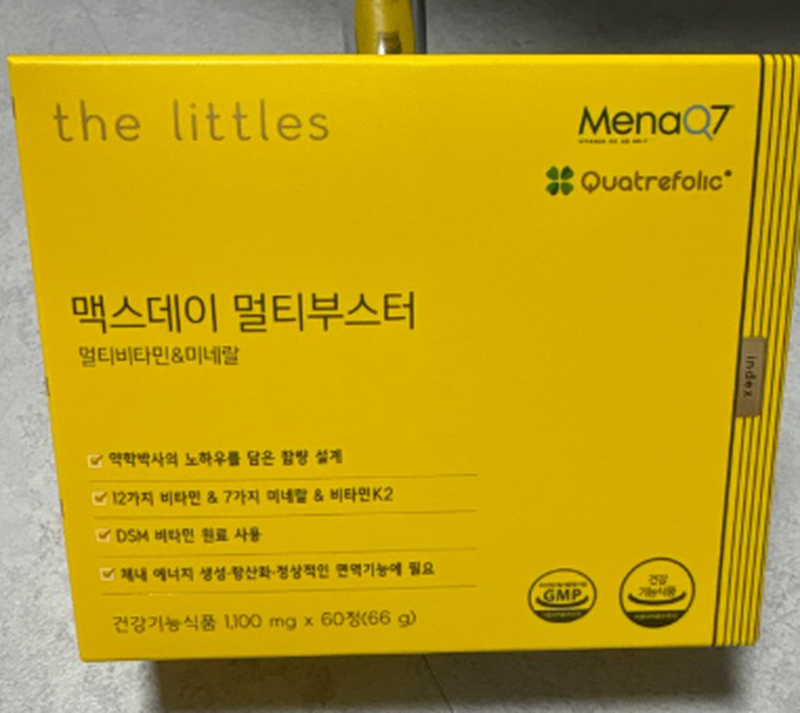 the littles
MenaQ7
Quatrefolic
맥스데이 멀티부스터
멀티비타민&미네랄
index
약학박사의 노하우를 담은 함량 설계
12가지 비타민 & 7가지 미네랄 & 비타민K2
DSM 비타민 원료 사용
체내 에너지 생성·항산화·정상적인 면역기능에 필요
GMP
건강
기능식품
건강기능식품 1,100 mg x 60정(66 g)